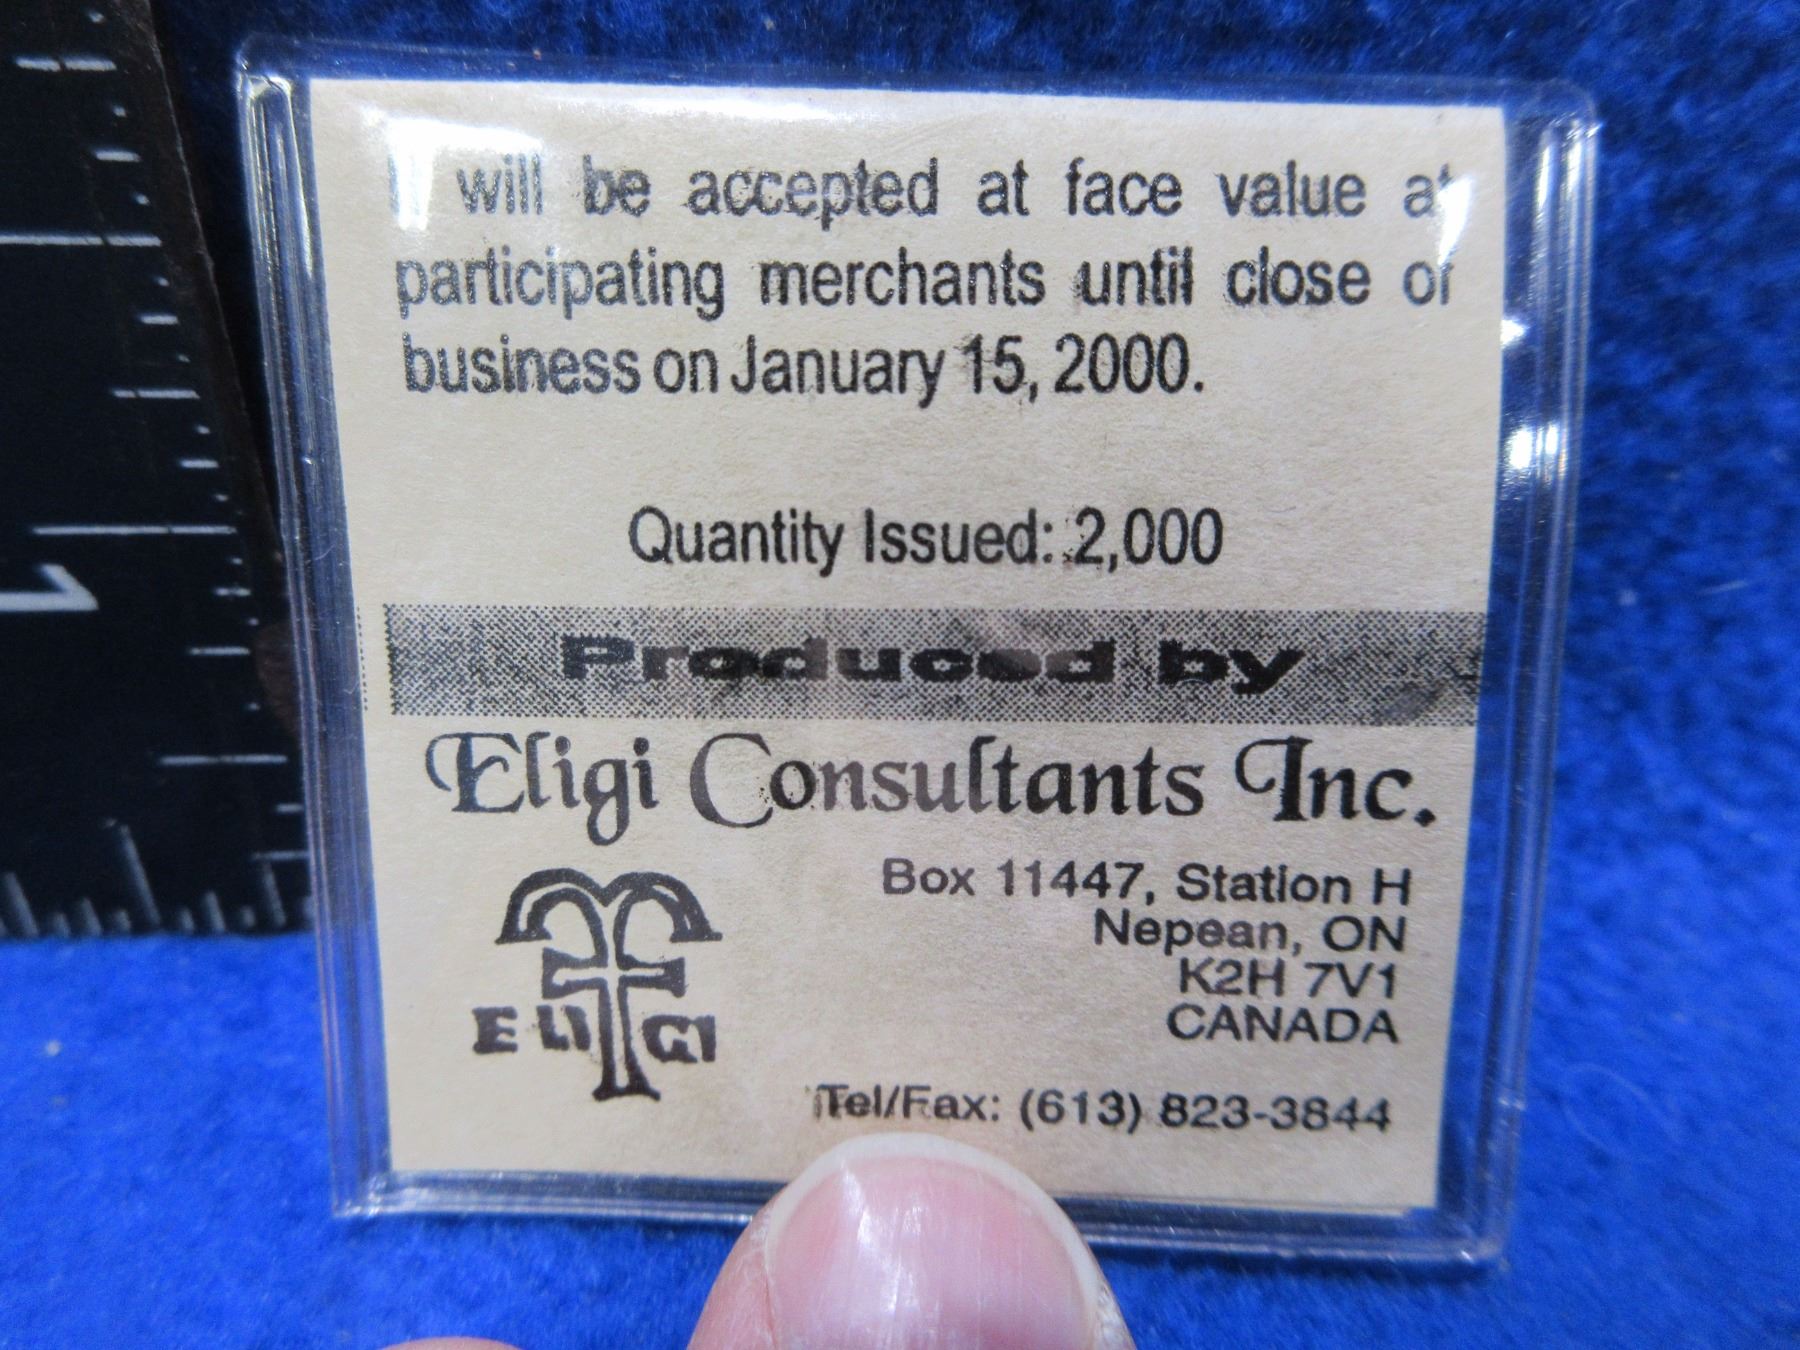 It will be accepted at face value at
participating merchants until close of
business on January 15, 2000.
Quantity Issued: 2,000
Produced by
Eligi Consultants Inc.
Box 11447, Station H
Nepean, ON
K2H 7V1
CANADA
ELIGI
Tel/Fax: (613) 823-3844